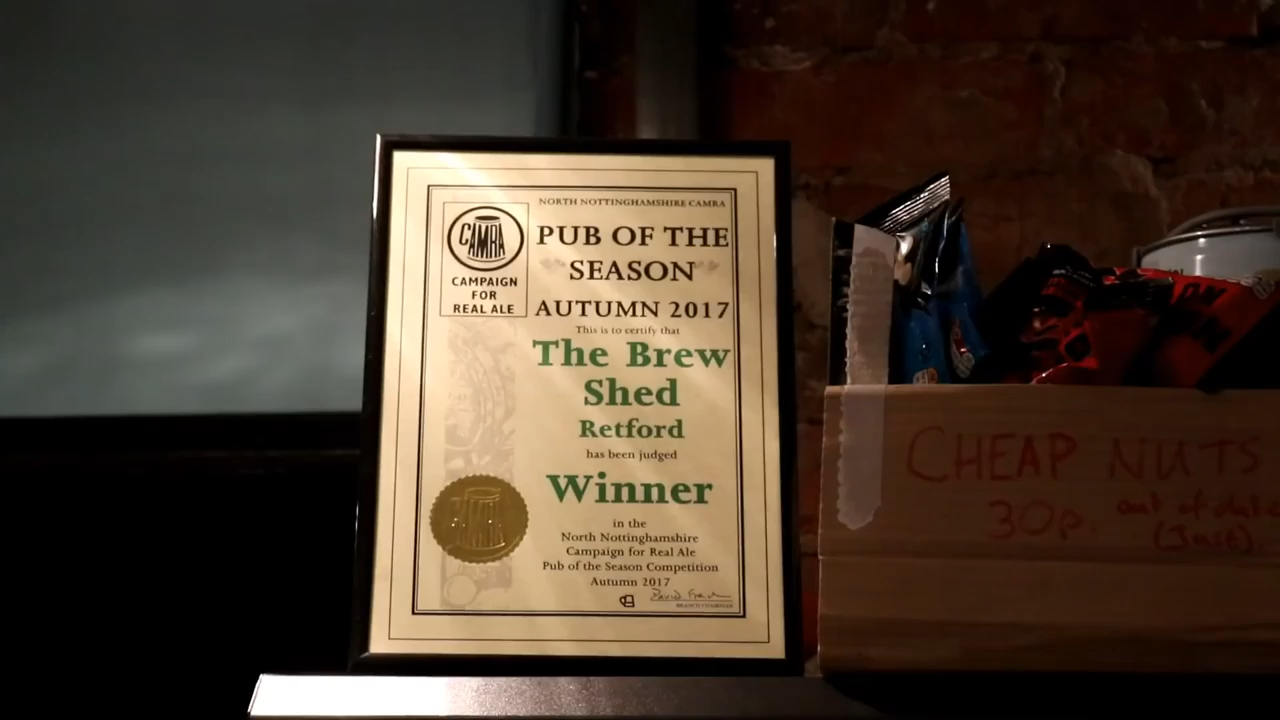 NORTH NOTTINGHAMSHIRE CAMRA
CAMRA
CAMPAIGN
FOR
REAL ALE
PUB OF THE
SEASON
AUTUMN 2017
This is to certify that
The Brew
Shed
Retford
has been judged
Winner
in the
North Nottinghamshire
Campaign for Real Ale
Pub of the Season Competition
Autumn 2017
BRANCH CHAIRMAN
CAMRA
CHEAP NUTS
30p. out of date
(Just).